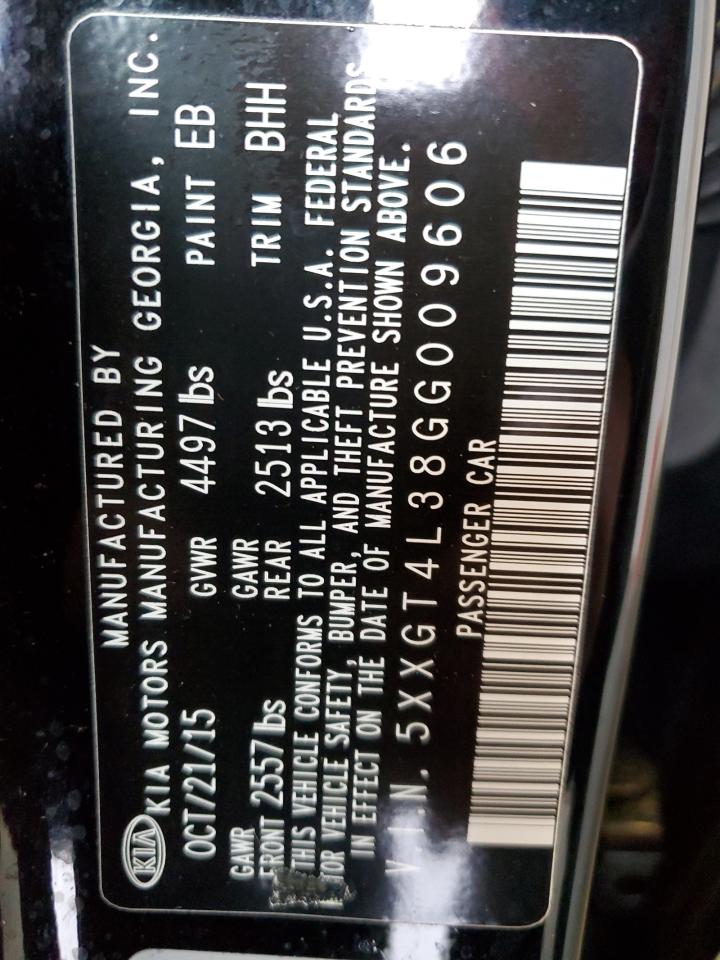 MANUFACTURED BY
KIA KIA MOTORS MANUFACTURING GEORGIA, INC.
OCT/21/15 GVWR 4497 lbs PAINT EB
GAWR FRONT 2557 lbs GAWR REAR 2513 lbs TRIM BHH
THIS VEHICLE CONFORMS TO ALL APPLICABLE U.S.A. FEDERAL
FOR VEHICLE SAFETY, BUMPER, AND THEFT PREVENTION STANDARDS
IN EFFECT ON THE DATE OF MANUFACTURE SHOWN ABOVE.
V.I.N. 5XXGT4L38GG009606
PASSENGER CAR